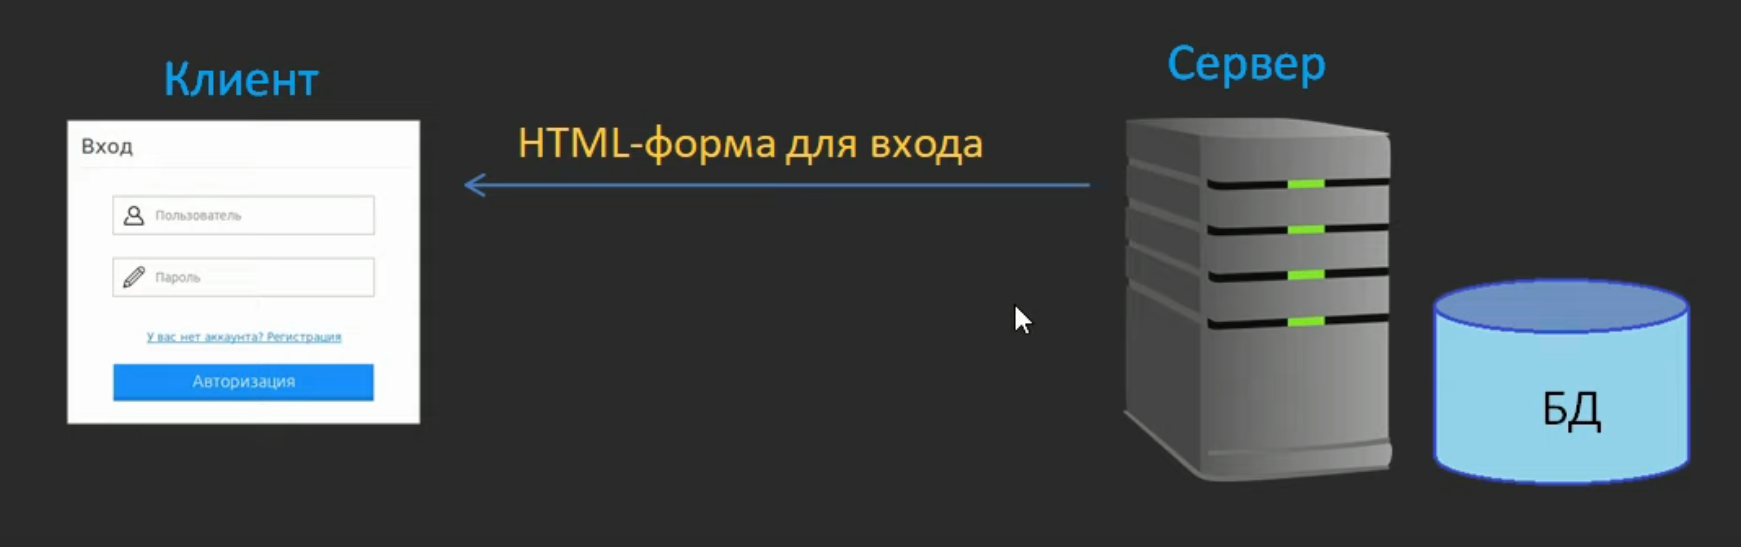 Клиент
Сервер
HTML-форма для входа
Вход
Пользователь
Пароль
У вас нет аккаунта? Регистрация
Авторизация
БД